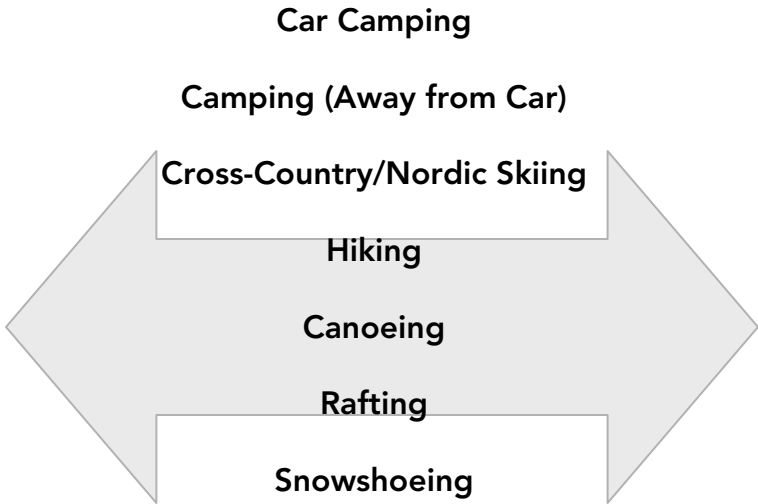 Car Camping
Camping (Away from Car)
Cross-Country/Nordic Skiing
Hiking
Canoeing
Rafting
Snowshoeing